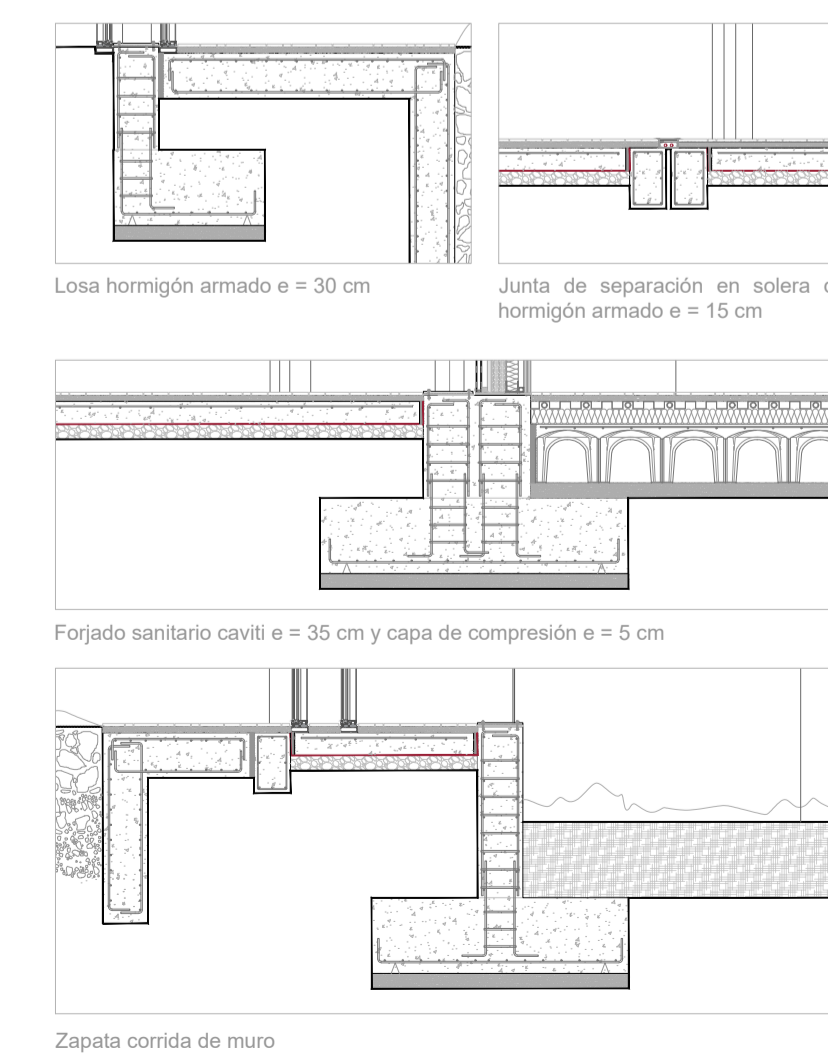 Losa hormigón armado e = 30 cm
Junta de separación en solera
hormigón armado e = 15 cm
Forjado sanitario caviti e = 35 cm y capa de compresión e = 5 cm
Zapata corrida de muro